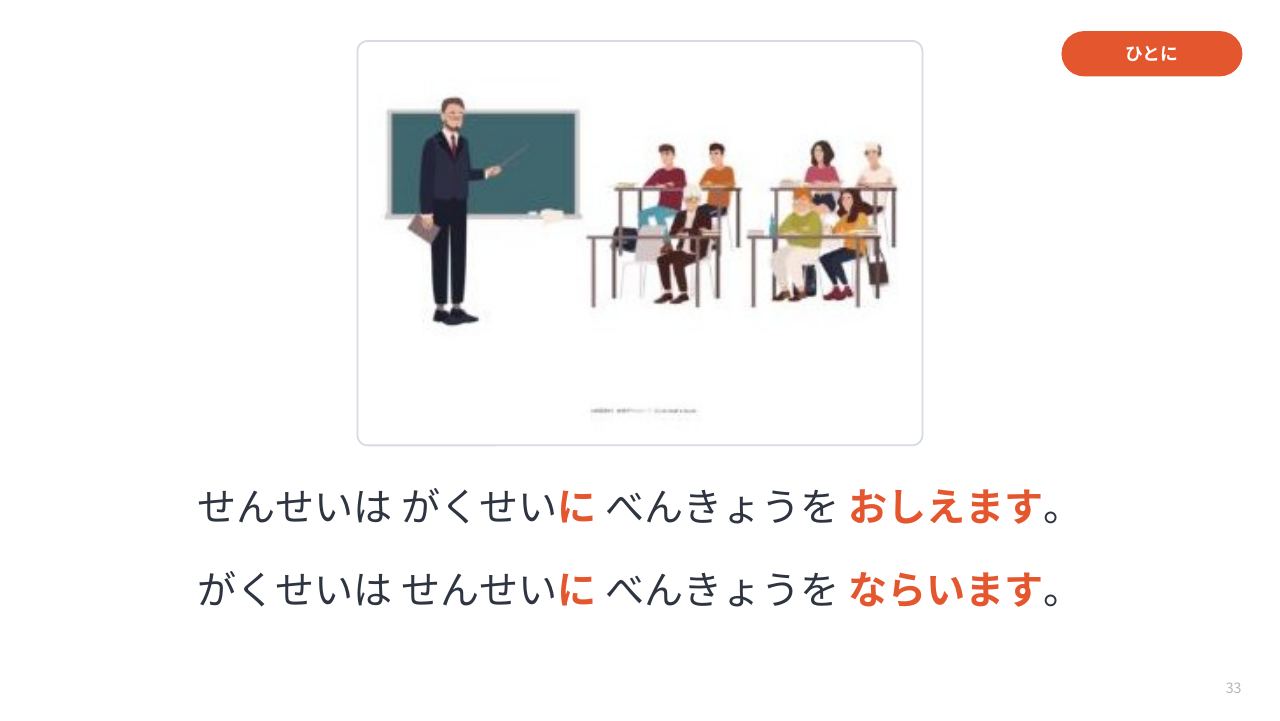 ひとに
せんせいは がくせいに べんきょうを おしえます。
がくせいは せんせいに べんきょうを ならいます。
33